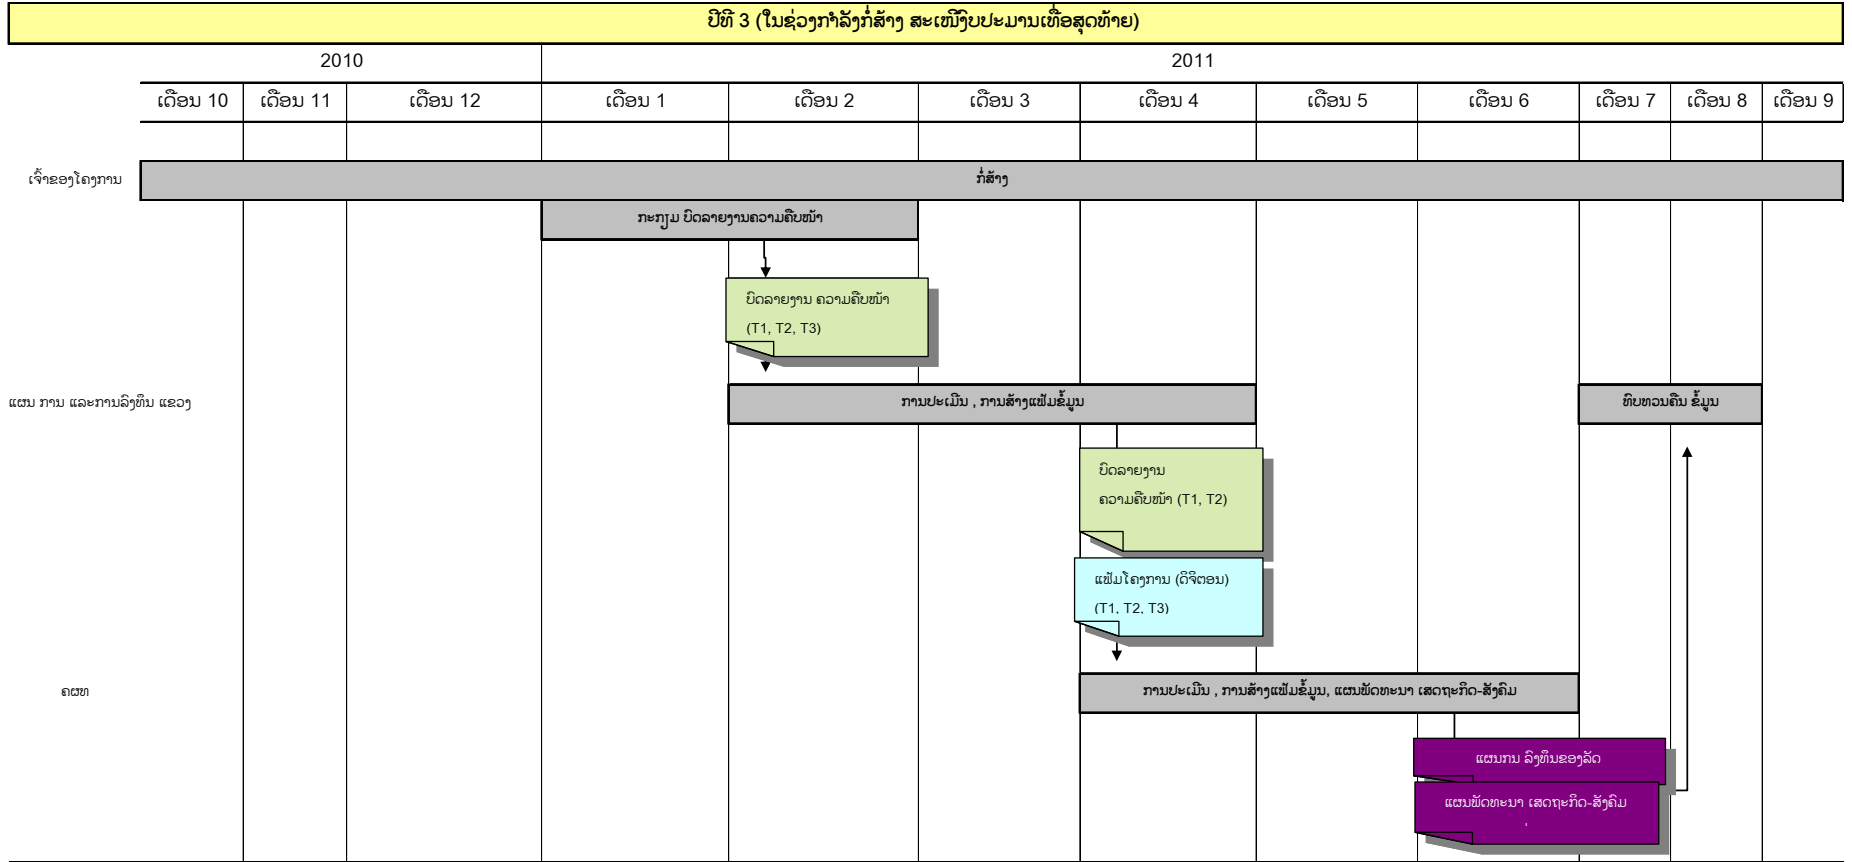 ປີທີ 3 (ໃນຊ່ວງກຳລັງກໍ່ສ້າງ ສະເໜີງົບປະມານເທື່ອສຸດທ້າຍ)
2010 2011
ເດືອນ 10 ເດືອນ 11 ເດືອນ 12 ເດືອນ 1 ເດືອນ 2 ເດືອນ 3 ເດືອນ 4 ເດືອນ 5 ເດືອນ 6 ເດືອນ 7 ເດືອນ 8 ເດືອນ 9
ເຈົ້າຂອງໂຄງການ ກໍ່ສ້າງ
ກະກຽມ ບົດລາຍງານຄວາມຄືບໜ້າ
ບົດລາຍງານ ຄວາມຄືບໜ້າ
(T1, T2, T3)
ແຜນ ການ ແລະການລົງທຶນ ແຂວງ ການປະເມີນ , ການສ້າງແຟ້ມຂໍ້ມູນ ທົບທວນຄືນ ຂໍ້ມູນ
ບົດລາຍງານ
ຄວາມຄືບໜ້າ (T1, T2)
ແຟ້ມໂຄງການ (ດິຈິຕອນ)
(T1, T2, T3)
ຄຜທ ການປະເມີນ , ການສ້າງແຟ້ມຂໍ້ມູນ, ແຜນພັດທະນາ ເສດຖະກິດ-ສັງຄົມ
ແຜນກນ ລົງທຶນຂອງລັດ
ແຜນພັດທະນາ ເສດຖະກິດ-ສັງຄົມ